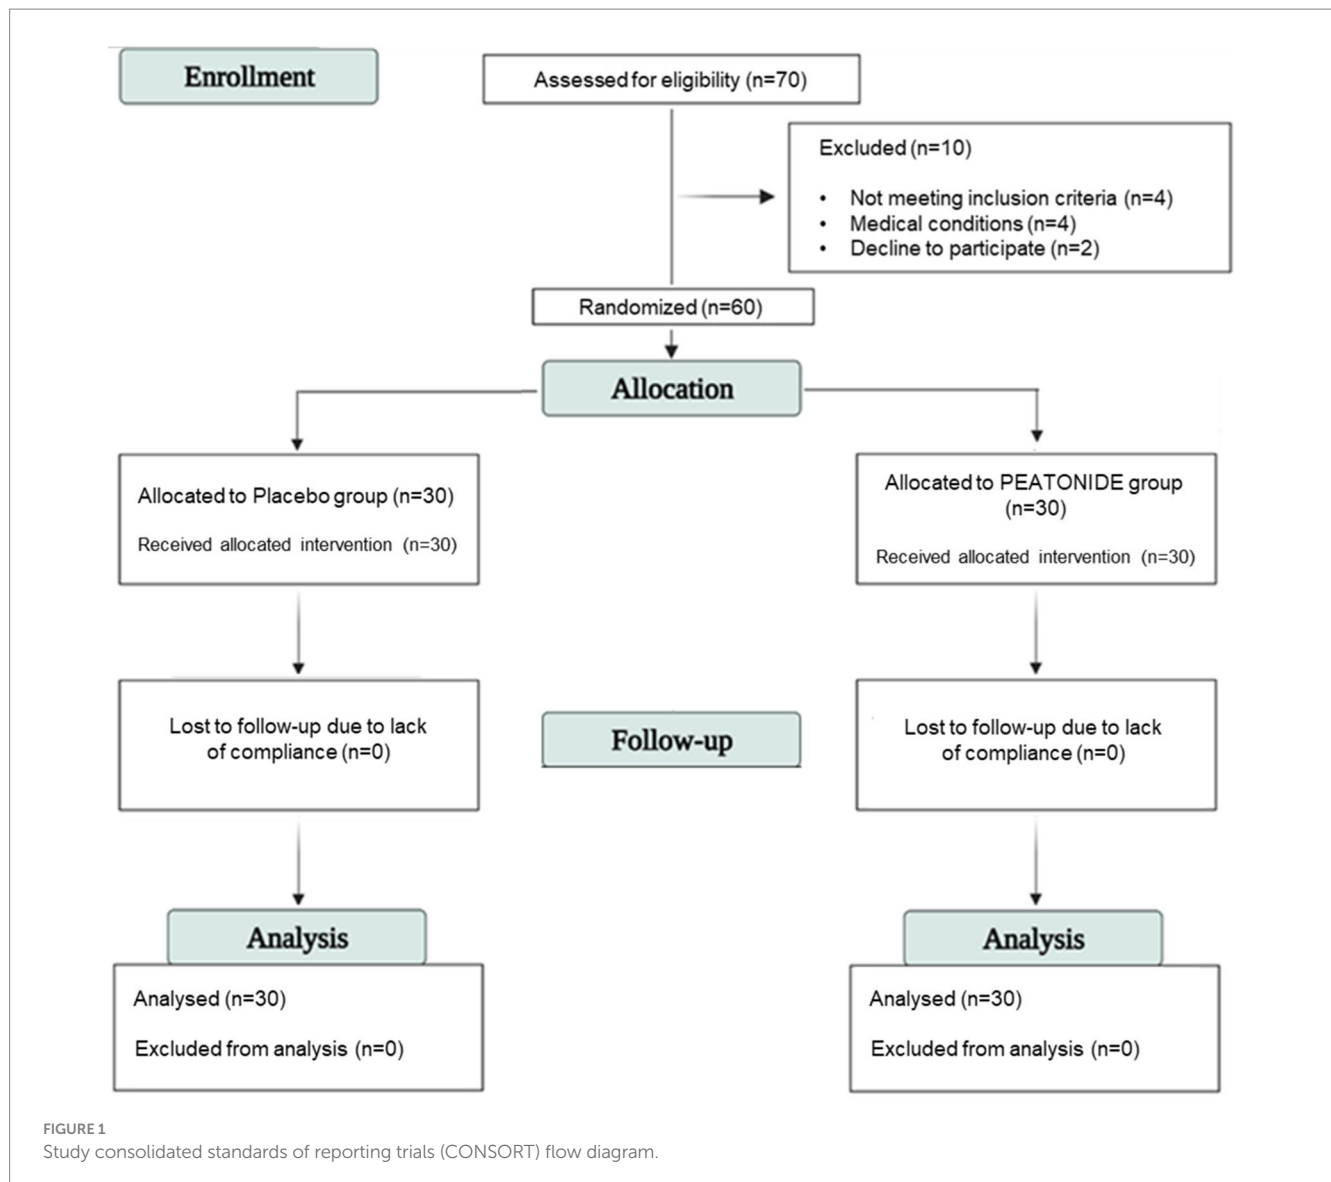 Enrollment
Assessed for eligibility (n=70)
Excluded (n=10)
• Not meeting inclusion criteria (n=4)
• Medical conditions (n=4)
• Decline to participate (n=2)
Randomized (n=60)
Allocation
Allocated to Placebo group (n=30)
Received allocated intervention (n=30)
Allocated to PEATONIDE group
(n=30)
Received allocated intervention (n=30)
Lost to follow-up due to lack
of compliance (n=0)
Follow-up
Lost to follow-up due to lack
of compliance (n=0)
Analysis
Analysed (n=30)
Excluded from analysis (n=0)
Analysis
Analysed (n=30)
Excluded from analysis (n=0)
FIGURE 1
Study consolidated standards of reporting trials (CONSORT) flow diagram.